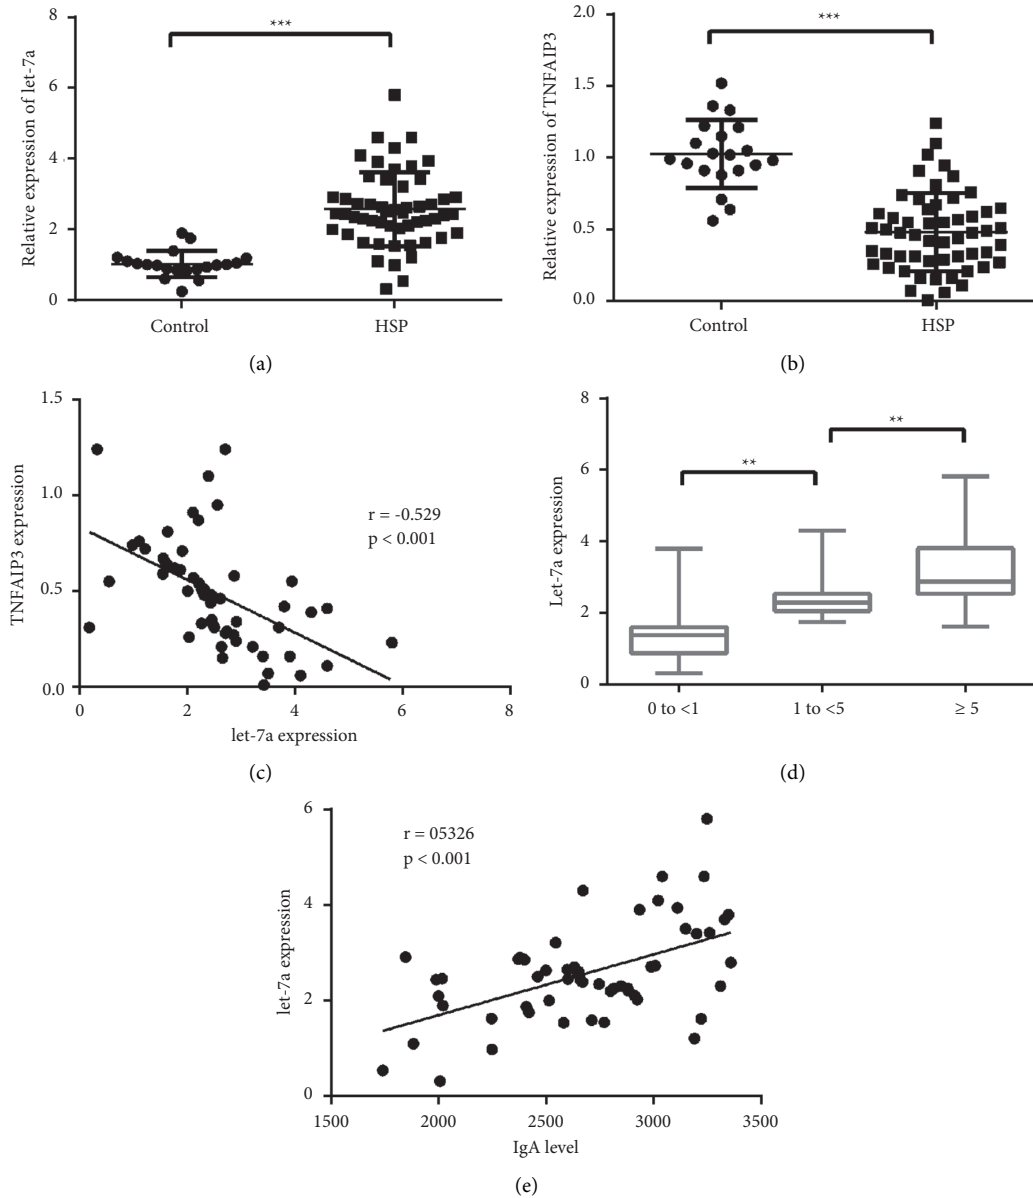 Relative expression of let-7a
8
6
4
2
0
***
Control
HSP
(a)
Relative expression of TNFAIP3
2.0
1.5
1.0
0.5
0.0
***
Control
HSP
(b)
TNFAIP3 expression
1.5
1.0
0.5
0.0
r = -0.529
p < 0.001
0
2
4
6
8
let-7a expression
(c)
Let-7a expression
8
6
4
2
0
**
**
0 to <1
1 to <5
≥ 5
(d)
let-7a expression
6
4
2
0
r = 05326
p < 0.001
1500
2000
2500
3000
3500
IgA level
(e)